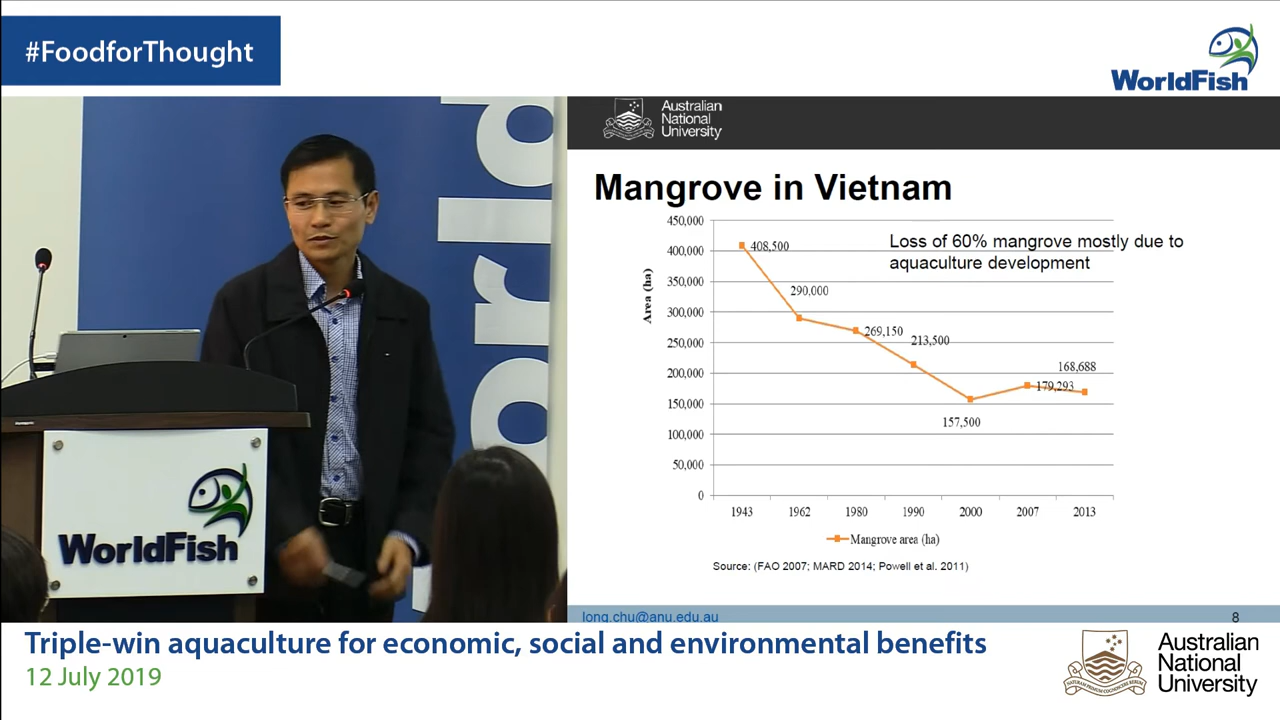 #FoodforThought
WorldFish
Australian
National
University
Mangrove in Vietnam
Loss of 60% mangrove mostly due to
aquaculture development
Area (ha)
450,000
400,000
350,000
300,000
250,000
200,000
150,000
100,000
50,000
0
408,500
290,000
269,150
213,500
157,500
179,293
168,688
1943 1962 1980 1990 2000 2007 2013
Mangrove area (ha)
Source: (FAO 2007; MARD 2014; Powell et al. 2011)
long.chu@anu.edu.au 8
orld
orld
WorldFish
Triple-win aquaculture for economic, social and environmental benefits
12 July 2019
Australian
National
University